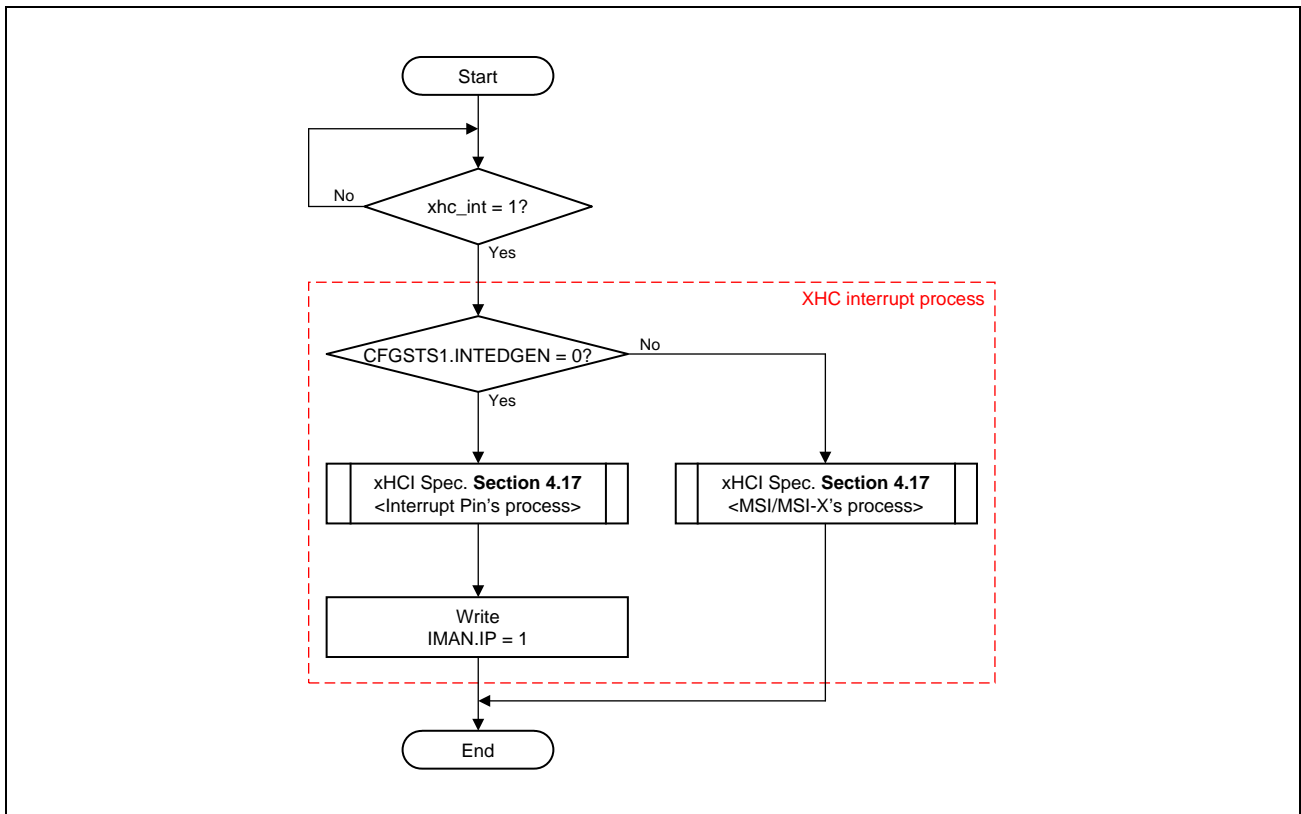 Start
No
xhc_int = 1?
Yes
XHC interrupt process
CFGSTS1.INTEDGEN = 0?
No
Yes
xHCI Spec. Section 4.17
<Interrupt Pin's process>
xHCI Spec. Section 4.17
<MSI/MSI-X's process>
Write
IMAN.IP = 1
End